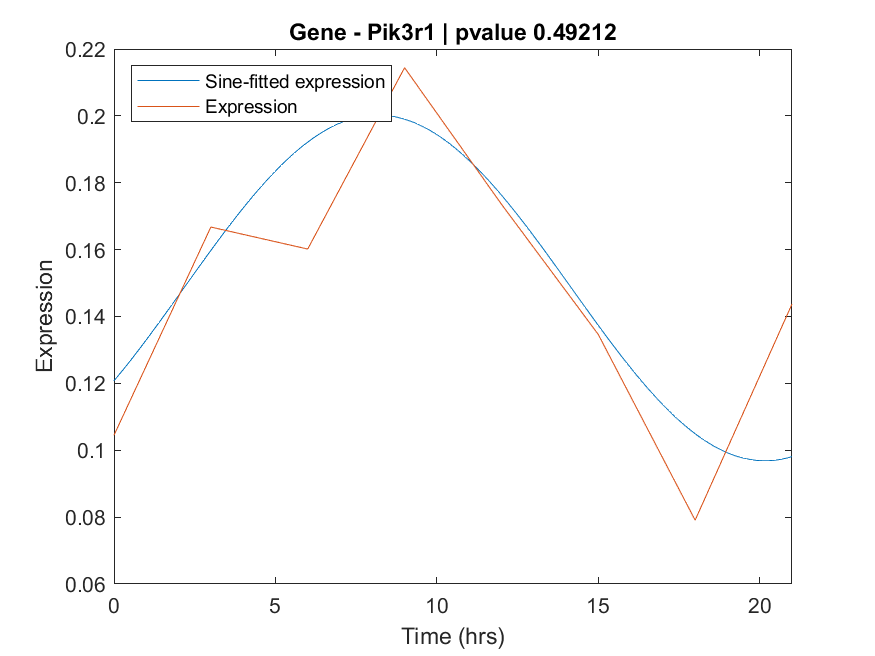 Gene - Pik3r1 | pvalue 0.49212
0.22
0.2
0.18
0.16
0.14
0.12
0.1
0.08
0.06
Expression
Sine-fitted expression
Expression
0 5 10 15 20
Time (hrs)